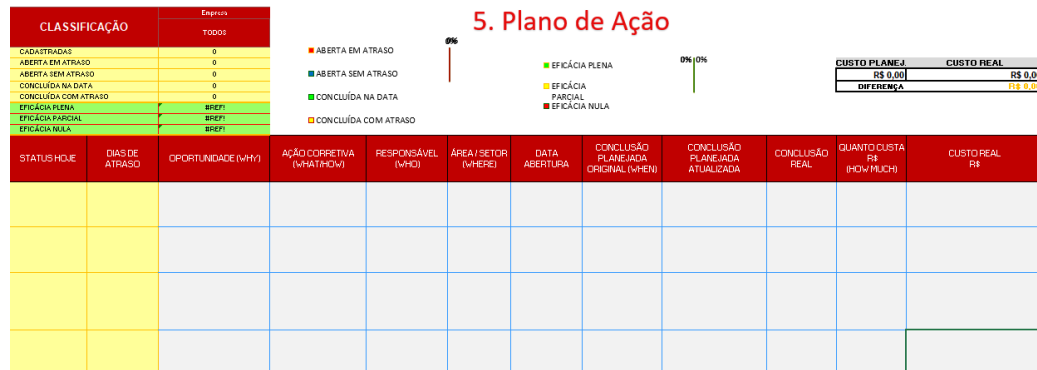 5. Plano de Ação
CLASSIFICAÇÃO
Empresa
TODOS
CADASTRADAS 0
ABERTA EM ATRASO 0
ABERTA SEM ATRASO 0
CONCLUÍDA NA DATA 0
CONCLUÍDA COM ATRASO 0
EFICÁCIA PLENA #REF!
EFICÁCIA PARCIAL #REF!
EFICÁCIA NULA #REF!
0%
ABERTA EM ATRASO
ABERTA SEM ATRASO
CONCLUÍDA NA DATA
CONCLUÍDA COM ATRASO
0% 0%
EFICÁCIA PLENA
EFICÁCIA
PARCIAL
EFICÁCIA NULA
CUSTO PLANEJ. CUSTO REAL
R$ 0,00 R$ 0,00
DIFERENÇA R$ 0,00
STATUS HOJE
DIAS DE
ATRASO
OPORTUNIDADE (WHY)
AÇÃO CORRETIVA
(WHAT/HOW)
RESPONSÁVEL
(WHO)
ÁREA / SETOR
(WHERE)
DATA
ABERTURA
CONCLUSÃO
PLANEJADA
ORIGINAL (WHEN)
CONCLUSÃO
PLANEJADA
ATUALIZADA
CONCLUSÃO
REAL
QUANTO CUSTA
R$
(HOW MUCH)
CUSTO REAL
R$